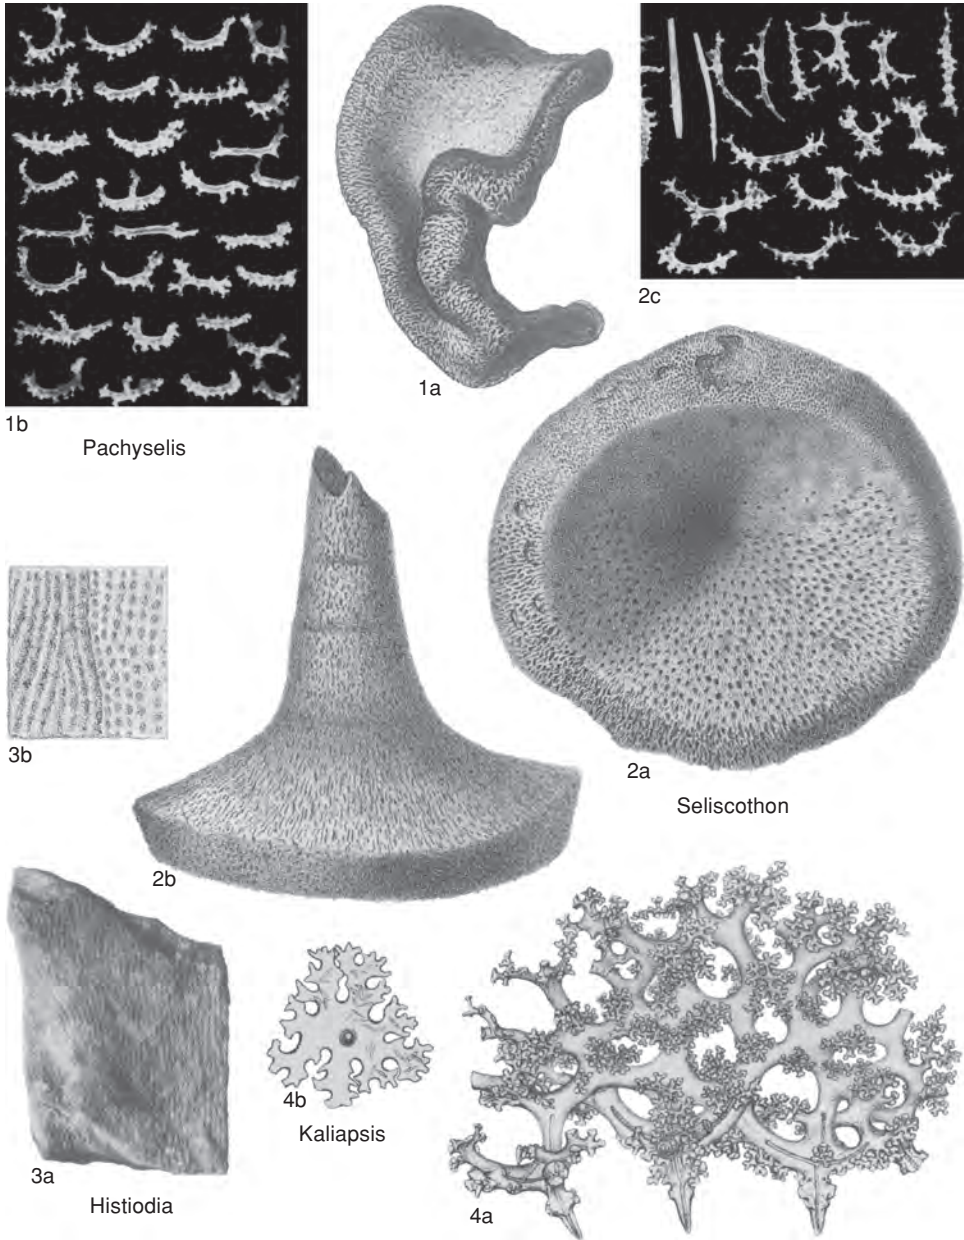 1a
2c
1b
Pachyselis
3b
2a
Seliscothon
2b
4b
Kaliapsis
3a
Histiodia
4a